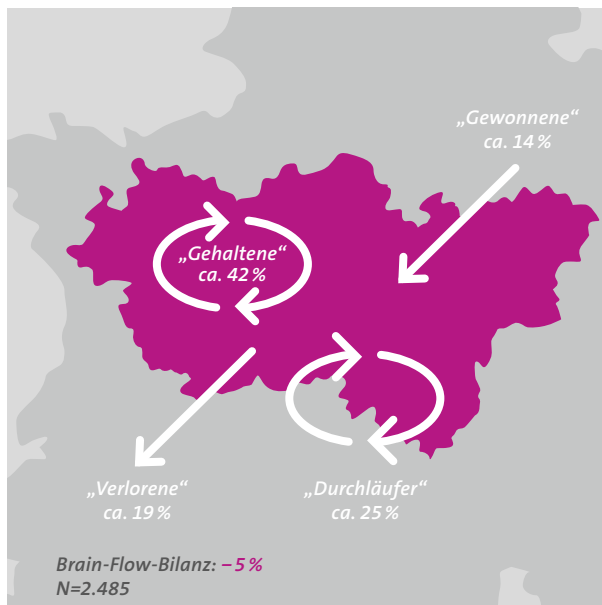 „Gewonnene“
ca. 14 %
„Gehaltene“
ca. 42 %
„Verlorene“
ca. 19 %
„Durchläufer“
ca. 25 %
Brain-Flow-Bilanz: – 5 %
N=2.485